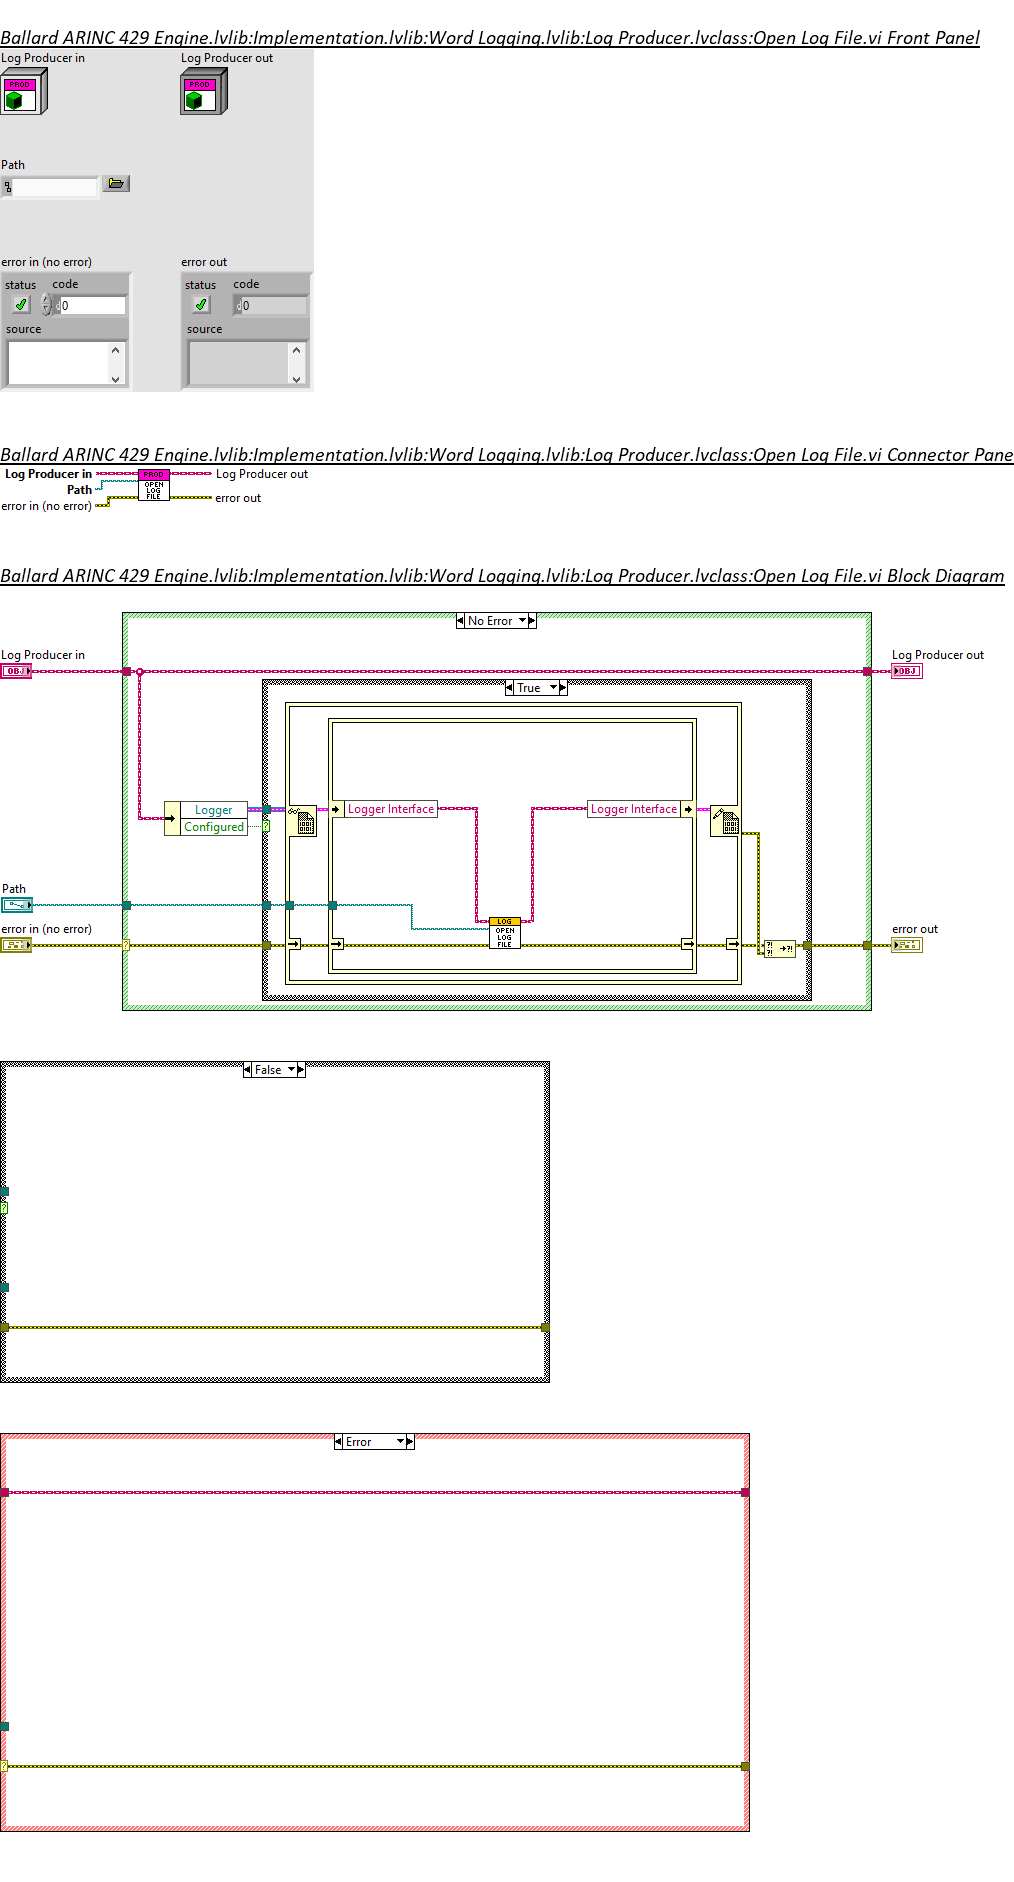 Ballard ARINC 429 Engine.lvlib:Implementation.lvlib:Word Logging.lvlib:Log Producer.lvclass:Open Log File.vi Front Panel
Log Producer in
Log Producer out
PROD
PROD
Path
error in (no error)
error out
status
code
status
code
0
0
source
source
Ballard ARINC 429 Engine.lvlib:Implementation.lvlib:Word Logging.lvlib:Log Producer.lvclass:Open Log File.vi Connector Pane
Log Producer in
PROD
Log Producer out
Path
OPEN
LOG
FILE
error in (no error)
error out
Ballard ARINC 429 Engine.lvlib:Implementation.lvlib:Word Logging.lvlib:Log Producer.lvclass:Open Log File.vi Block Diagram
No Error
Log Producer in
Log Producer out
OBJ
OBJ
True
Logger
Logger Interface
Logger Interface
Configured
?
Path
LOG
OPEN
LOG
FILE
error in (no error)
error out
?
?!
?!
?!
False
?
Error
?